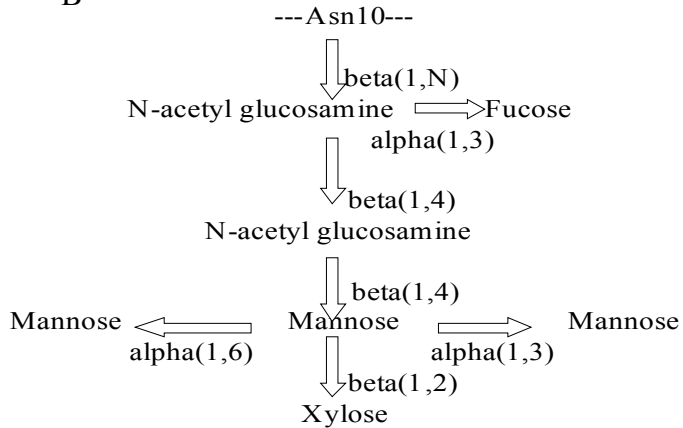 B
---Asn10---
beta(1,N)
N-acetyl glucosamine Fucose
alpha(1,3)
beta(1,4)
N-acetyl glucosamine
beta(1,4)
Mannose Mannose Mannose
alpha(1,6) alpha(1,3)
beta(1,2)
Xylose